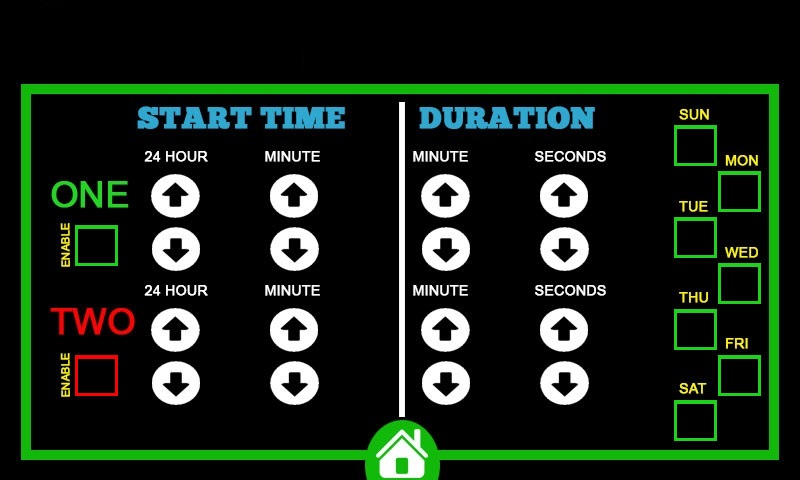 START TIME DURATION
SUN
24 HOUR MINUTE MINUTE SECONDS
MON
ONE
TUE
ENABLE
WED
24 HOUR MINUTE MINUTE SECONDS
THU
TWO
FRI
ENABLE
SAT